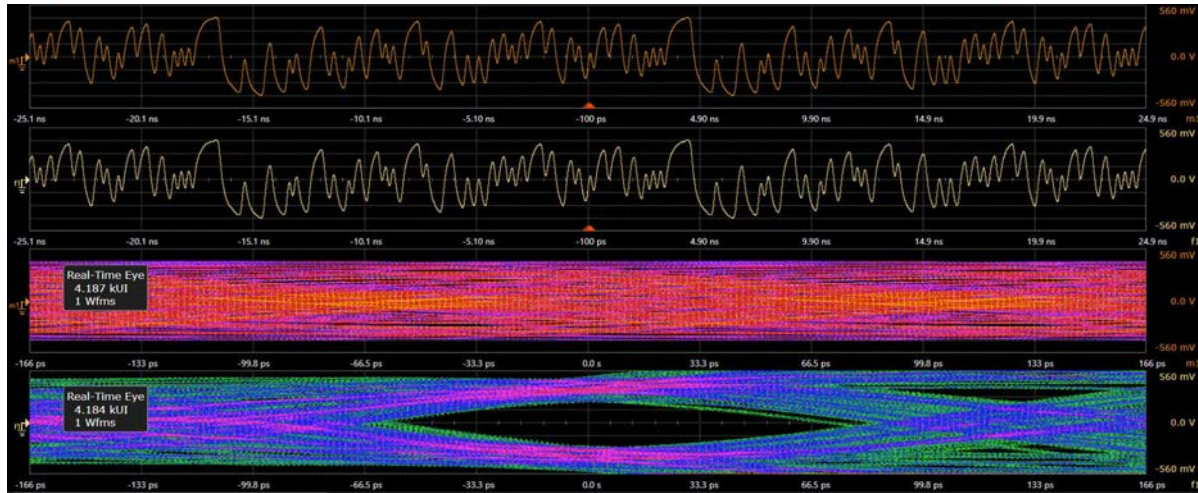 560 mV
m1
0.0 V
-560 mV
-25.1 ns -20.1 ns -15.1 ns -10.1 ns -5.10 ns -100 ps 4.90 ns 9.90 ns 14.9 ns 19.9 ns 24.9 ns m1
560 mV
0.0 V
-560 mV
-25.1 ns -20.1 ns -15.1 ns -10.1 ns -5.10 ns -100 ps 4.90 ns 9.90 ns 14.9 ns 19.9 ns 24.9 ns f1
560 mV
Real-Time Eye
4.187 kUI
1 Wfms
m1
0.0 V
-166 ps -133 ps -99.8 ps -66.5 ps -33.3 ps 0.0 s 33.3 ps 66.5 ps 99.8 ps 133 ps 166 ps m1
560 mV
Real-Time Eye
4.184 kUI
1 Wfms
0.0 V
-560 mV
-166 ps -133 ps -99.8 ps -66.5 ps -33.3 ps 0.0 s 33.3 ps 66.5 ps 99.8 ps 133 ps 166 ps f1